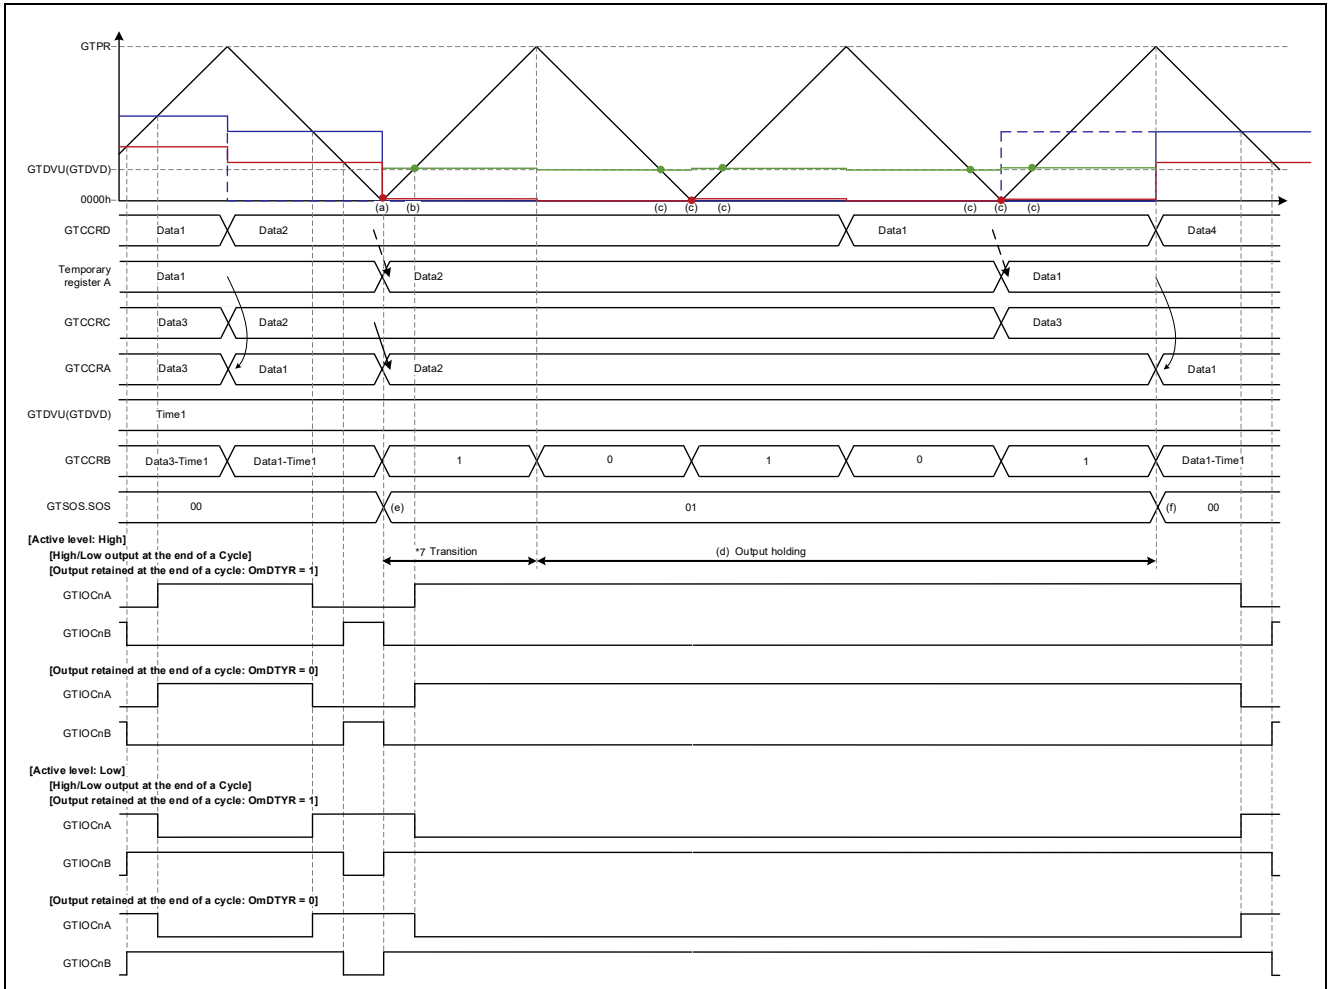 GTPR
GTDVU(GTDVD)
0000h
(a) (b) (c) (c) (c) (c) (c) (c)
GTCCRD Data1 Data2 Data1 Data4
Temporary
register A
Data1 Data2 Data1
GTCCRC Data3 Data2 Data3
GTCCRA Data3 Data1 Data2 Data1
GTDVU(GTDVD) Time1
GTCCRB Data3-Time1 Data1-Time1 1 0 1 0 1 Data1-Time1
GTSOS.SOS 00 (e) 01 (f) 00
[Active level: High]
[High/Low output at the end of a Cycle] *7 Transition (d) Output holding
[Output retained at the end of a cycle: OmDTYR = 1]
GTIOCnA
GTIOCnB
[Output retained at the end of a cycle: OmDTYR = 0]
GTIOCnA
GTIOCnB
[Active level: Low]
[High/Low output at the end of a Cycle]
[Output retained at the end of a cycle: OmDTYR = 1]
GTIOCnA
GTIOCnB
[Output retained at the end of a cycle: OmDTYR = 0]
GTIOCnA
GTIOCnB